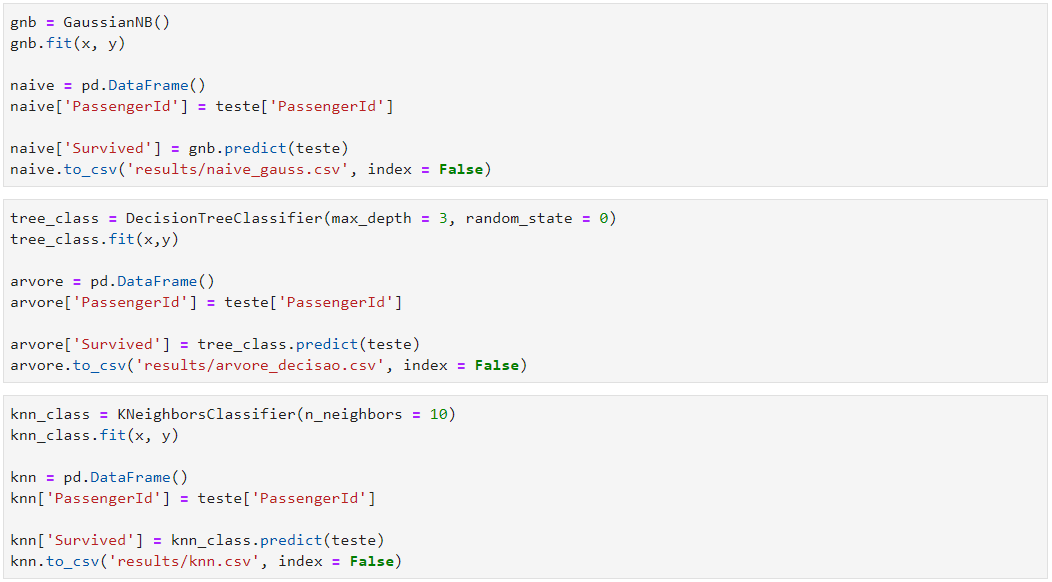 gnb = GaussianNB()
gnb.fit(x, y)
naive = pd.DataFrame()
naive['PassengerId'] = teste['PassengerId']
naive['Survived'] = gnb.predict(teste)
naive.to_csv('results/naive_gauss.csv', index = False)
tree_class = DecisionTreeClassifier(max_depth = 3, random_state = 0)
tree_class.fit(x,y)
arvore = pd.DataFrame()
arvore['PassengerId'] = teste['PassengerId']
arvore['Survived'] = tree_class.predict(teste)
arvore.to_csv('results/arvore_decisao.csv', index = False)
knn_class = KNeighborsClassifier(n_neighbors = 10)
knn_class.fit(x, y)
knn = pd.DataFrame()
knn['PassengerId'] = teste['PassengerId']
knn['Survived'] = knn_class.predict(teste)
knn.to_csv('results/knn.csv', index = False)